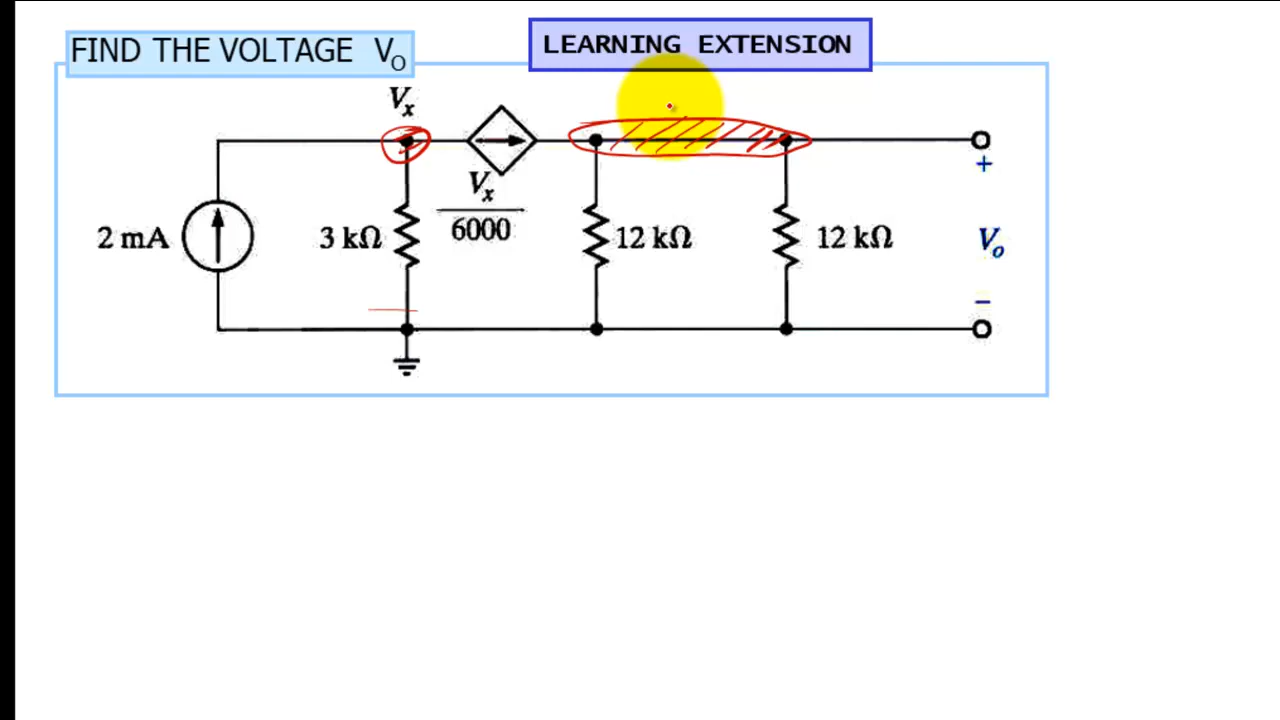 LEARNING EXTENSION
FIND THE VOLTAGE V_O
V_x
V_x
6000
2 mA
3 kΩ
12 kΩ
12 kΩ
+
V_o
−